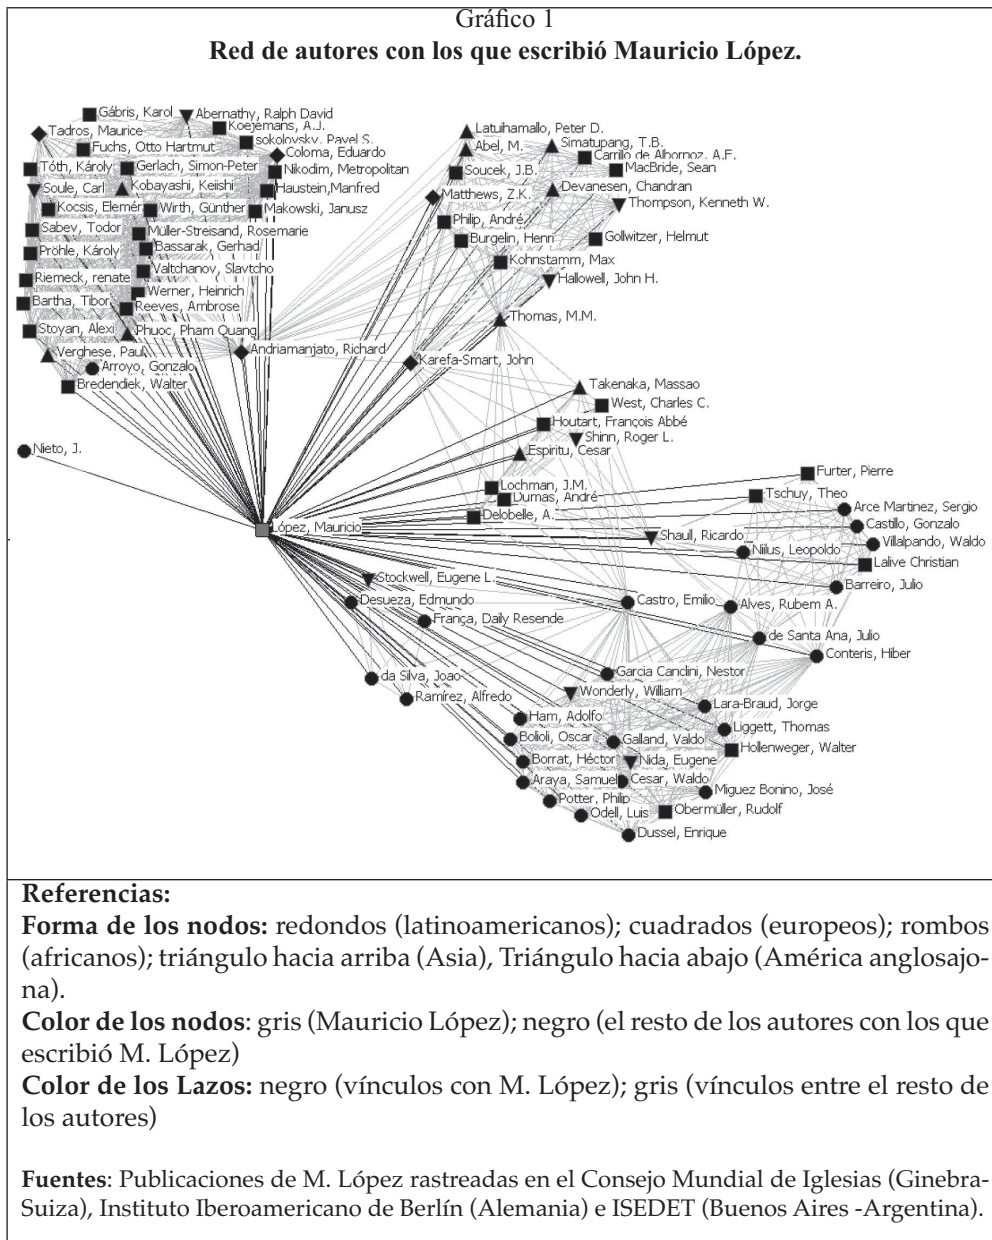 Gráfico 1
Red de autores con los que escribió Mauricio López.
Gábris, Karol
Abernathy, Ralph David
Tadros, Maurice
Koejemans, A.J.
Fuchs, Otto Hartmut
sokolovsky, Pavel S.
Coloma, Eduardo
Tóth, Károly
Gerlach, Simon-Peter
Nikodim, Metropolitan
Soule, Carl
Kobayashi, Keiishi
Haustein,Manfred
Kocsis, Elemér
Wirth, Günther
Makowski, Janusz
Sabev, Todor
Müller-Streisand, Rosemarie
Pröhle, Károly
Bassarak, Gerhad
Valtchanov, Slavtcho
Riemeck, renate
Werner, Heinrich
Bartha, Tibor
Reeves, Ambrose
Stoyan, Alexi
Phuoc, Pham Quang
Verghese, Paul
Andriamanjato, Richard
Arroyo, Gonzalo
Bredendiek, Walter
Latuihamallo, Peter D.
Abel, M.
Simatupang, T.B.
Carrillo de Albornoz, A.F.
Soucek, J.B.
MacBride, Sean
Matthews, Z.K.
Devanesen, Chandran
Thompson, Kenneth W.
Philip, André
Burgelin, Henri
Gollwitzer, Helmut
Kohnstamm, Max
Hallowell, John H.
Thomas, M.M.
Karefa-Smart, John
Takenaka, Massao
West, Charles C.
Houtart, François Abbé
Shinn, Roger L.
Espiritu, Cesar
Nieto, J.
Lochman, J.M.
Dumas, André
Delobelle, A.
López, Mauricio
Furter, Pierre
Tschuy, Theo
Arce Martinez, Sergio
Castillo, Gonzalo
Shaull, Ricardo
Villalpando, Waldo
Niilus, Leopoldo
Lalive Christian
Barreiro, Julio
Stockwell, Eugene L.
Desueza, Edmundo
Castro, Emilio
Alves, Rubem A.
França, Daily Resende
de Santa Ana, Julio
Conteris, Hiber
Garcia Canclini, Nestor
da Silva, Joao
Wonderly, William
Ramírez, Alfredo
Lara-Braud, Jorge
Ham, Adolfo
Liggett, Thomas
Bolioli, Oscar
Galland, Valdo
Hollenweger, Walter
Borrat, Héctor
Nida, Eugene
Araya, Samuel
Cesar, Waldo
Miguez Bonino, José
Potter, Philip
Obermüller, Rudolf
Odell, Luis
Dussel, Enrique
Referencias:
Forma de los nodos: redondos (latinoamericanos); cuadrados (europeos); rombos
(africanos); triángulo hacia arriba (Asia), Triángulo hacia abajo (América anglosajo-
na).
Color de los nodos: gris (Mauricio López); negro (el resto de los autores con los que
escribió M. López)
Color de los Lazos: negro (vínculos con M. López); gris (vínculos entre el resto de
los autores)
Fuentes: Publicaciones de M. López rastreadas en el Consejo Mundial de Iglesias (Ginebra-
Suiza), Instituto Iberoamericano de Berlín (Alemania) e ISEDET (Buenos Aires -Argentina).